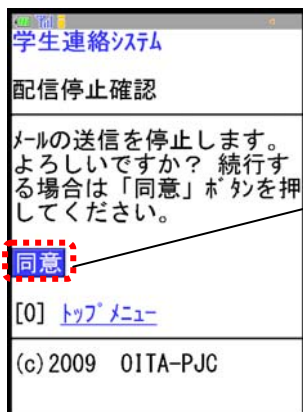 学生連絡ｼｽﾃﾑ
配信停止確認
ﾒｰﾙの送信を停止します。
よろしいですか？ 続行す
る場合は「同意」ﾎﾞﾀﾝを押
してください。
同意
[0] ﾄｯﾌﾟﾒﾆｭｰ
(c)2009 OITA-PJC